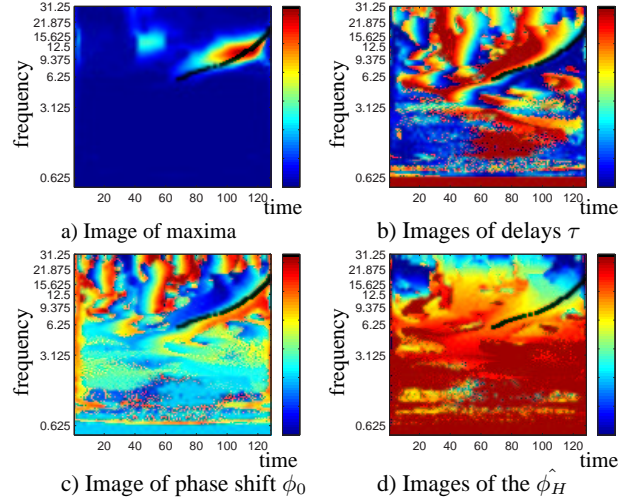 31.25
21.875
15.625
12.5
9.375
6.25
3.125
0.625
frequency
20 40 60 80 100 120
time
a) Image of maxima
31.25
21.875
15.625
12.5
9.375
6.25
3.125
0.625
frequency
20 40 60 80 100 120
time
b) Images of delays τ
31.25
21.875
15.625
12.5
9.375
6.25
3.125
0.625
frequency
20 40 60 80 100 120
time
c) Image of phase shift ϕ₀
31.25
21.875
15.625
12.5
9.375
6.25
3.125
0.625
frequency
20 40 60 80 100 120
time
d) Images of the ϕ̂_H